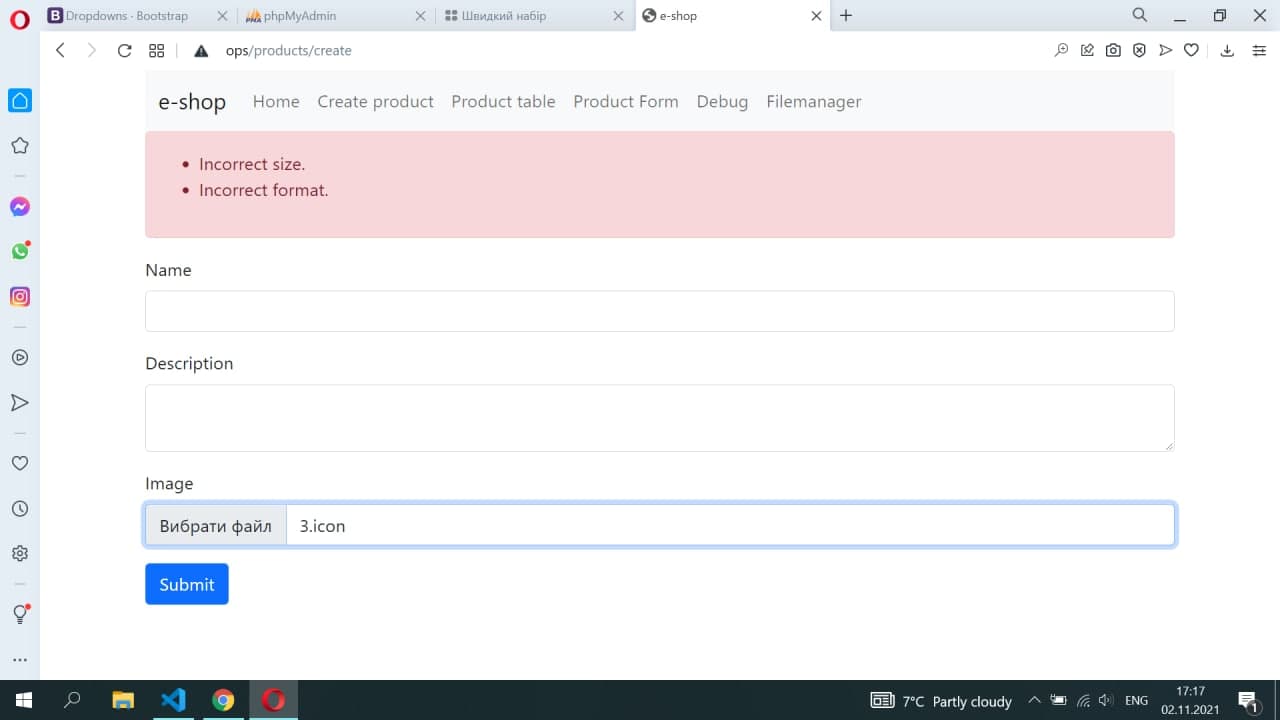 Dropdowns · Bootstrap
phpMyAdmin
Швидкий набір
e-shop
ops/products/create
e-shop Home Create product Product table Product Form Debug Filemanager
Incorrect size.
Incorrect format.
Name
Description
Image
Вибрати файл 3.icon
Submit
7°C Partly cloudy
ENG
17:17
02.11.2021
1